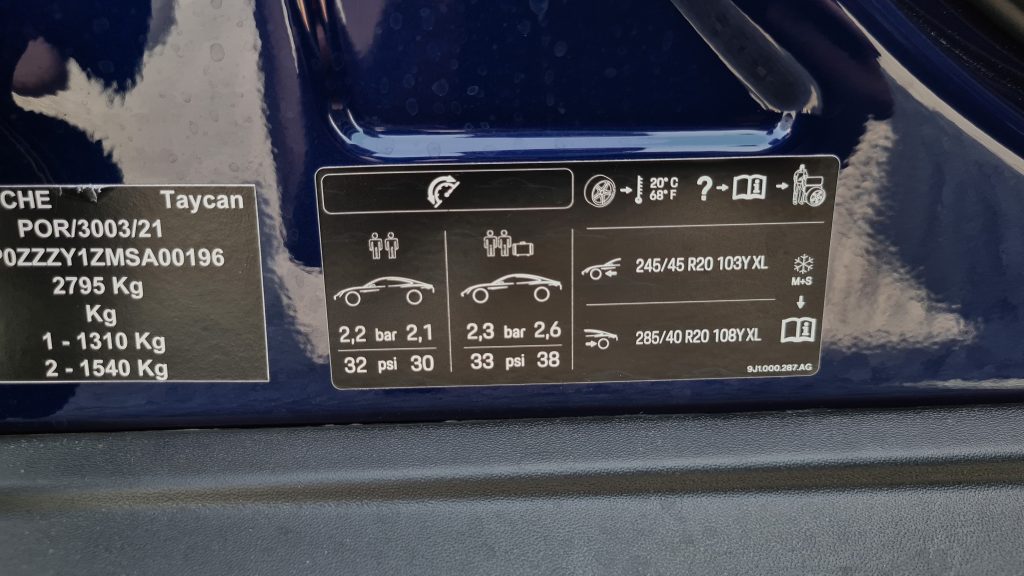 CHE Taycan
POR/3003/21
0ZZZY1ZMSA00196
2795 Kg
Kg
1 - 1310 Kg
2 - 1540 Kg
20° C
68° F
?
2,2 bar 2,1
32 psi 30
2,3 bar 2,6
33 psi 38
245/45 R20 103Y XL
M+S
285/40 R20 108Y XL
9J1.000.287.AG